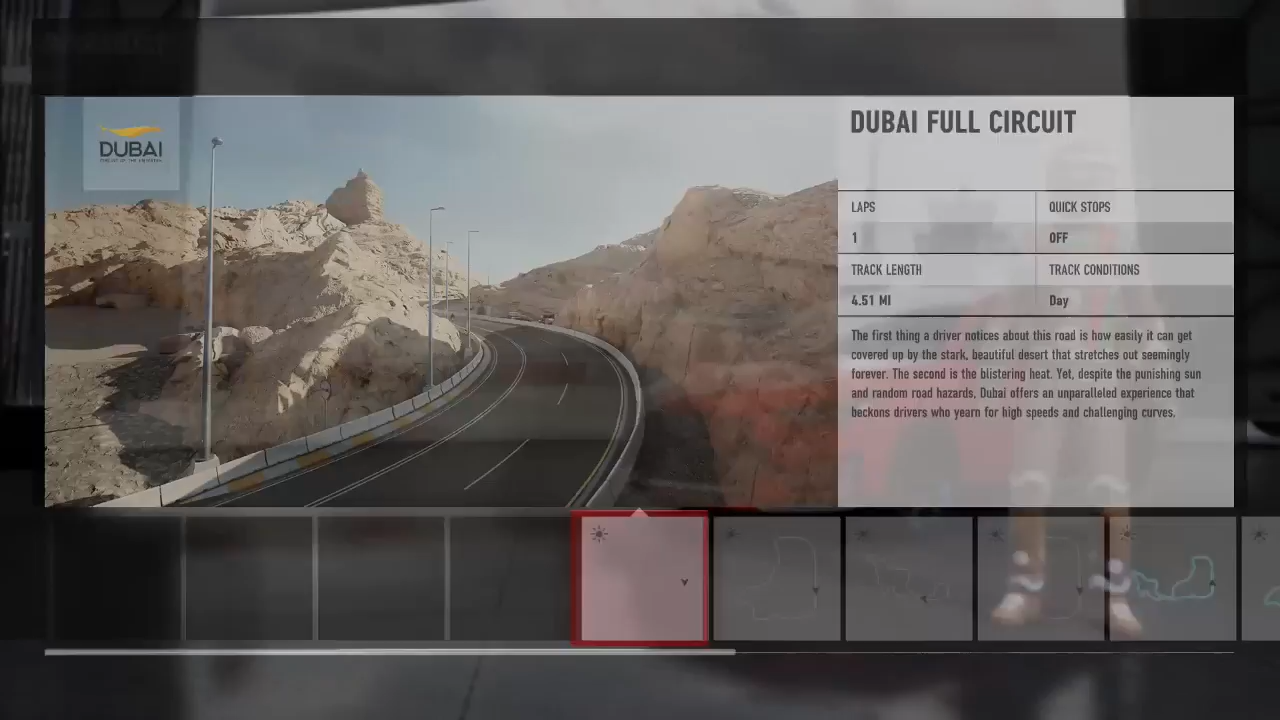 DUBAI
DUBAI FULL CIRCUIT
LAPS
QUICK STOPS
1
OFF
TRACK LENGTH
TRACK CONDITIONS
4.51 MI
Day
The first thing a driver notices about this road is how easily it can get
covered up by the stark, beautiful desert that stretches out seemingly
forever. The second is the blistering heat. Yet, despite the punishing sun
and random road hazards, Dubai offers an unparalleled experience that
beckons drivers who yearn for high speeds and challenging curves.